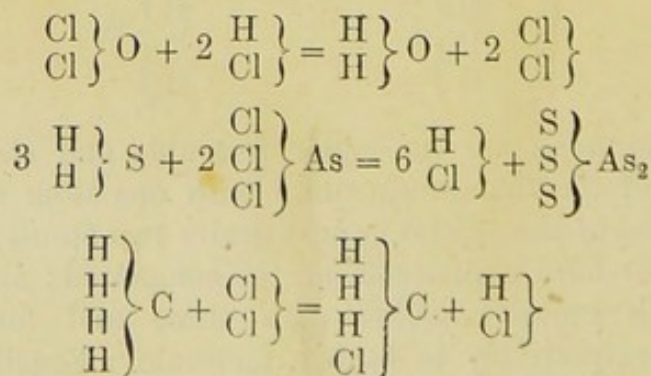 Cl Cl } O + 2 H Cl } = H H } O + 2 Cl Cl }
3 H H } S + 2 Cl Cl Cl } As = 6 H Cl } + S S S } As₂
H H H H } C + Cl Cl } = H H H Cl } C + H Cl }